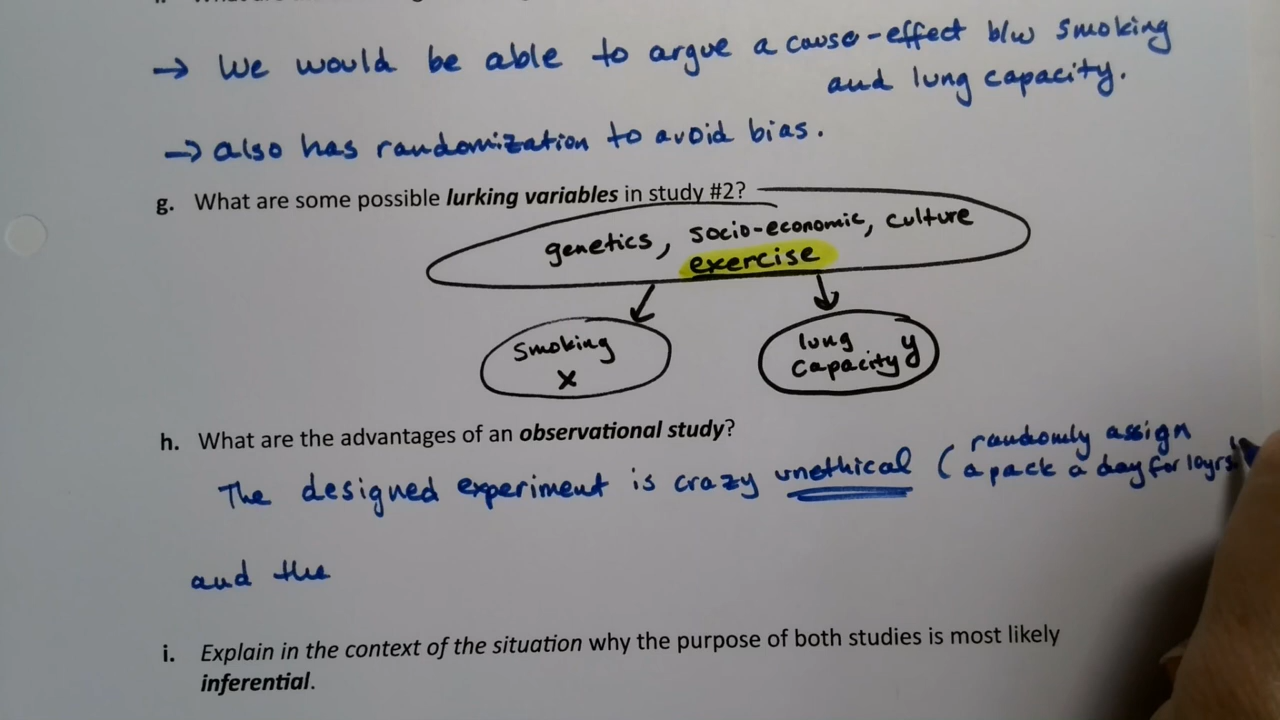 → We would be able to argue a cause-effect b/w smoking
and lung capacity.
→ also has randomization to avoid bias.
g. What are some possible lurking variables in study #2?
genetics, socio-economic, culture
exercise
smoking
x
lung y
capacity
h. What are the advantages of an observational study?
randomly assign
The designed experiment is crazy unethical ( a pack a day for 10yrs
and the
i. Explain in the context of the situation why the purpose of both studies is most likely
inferential.